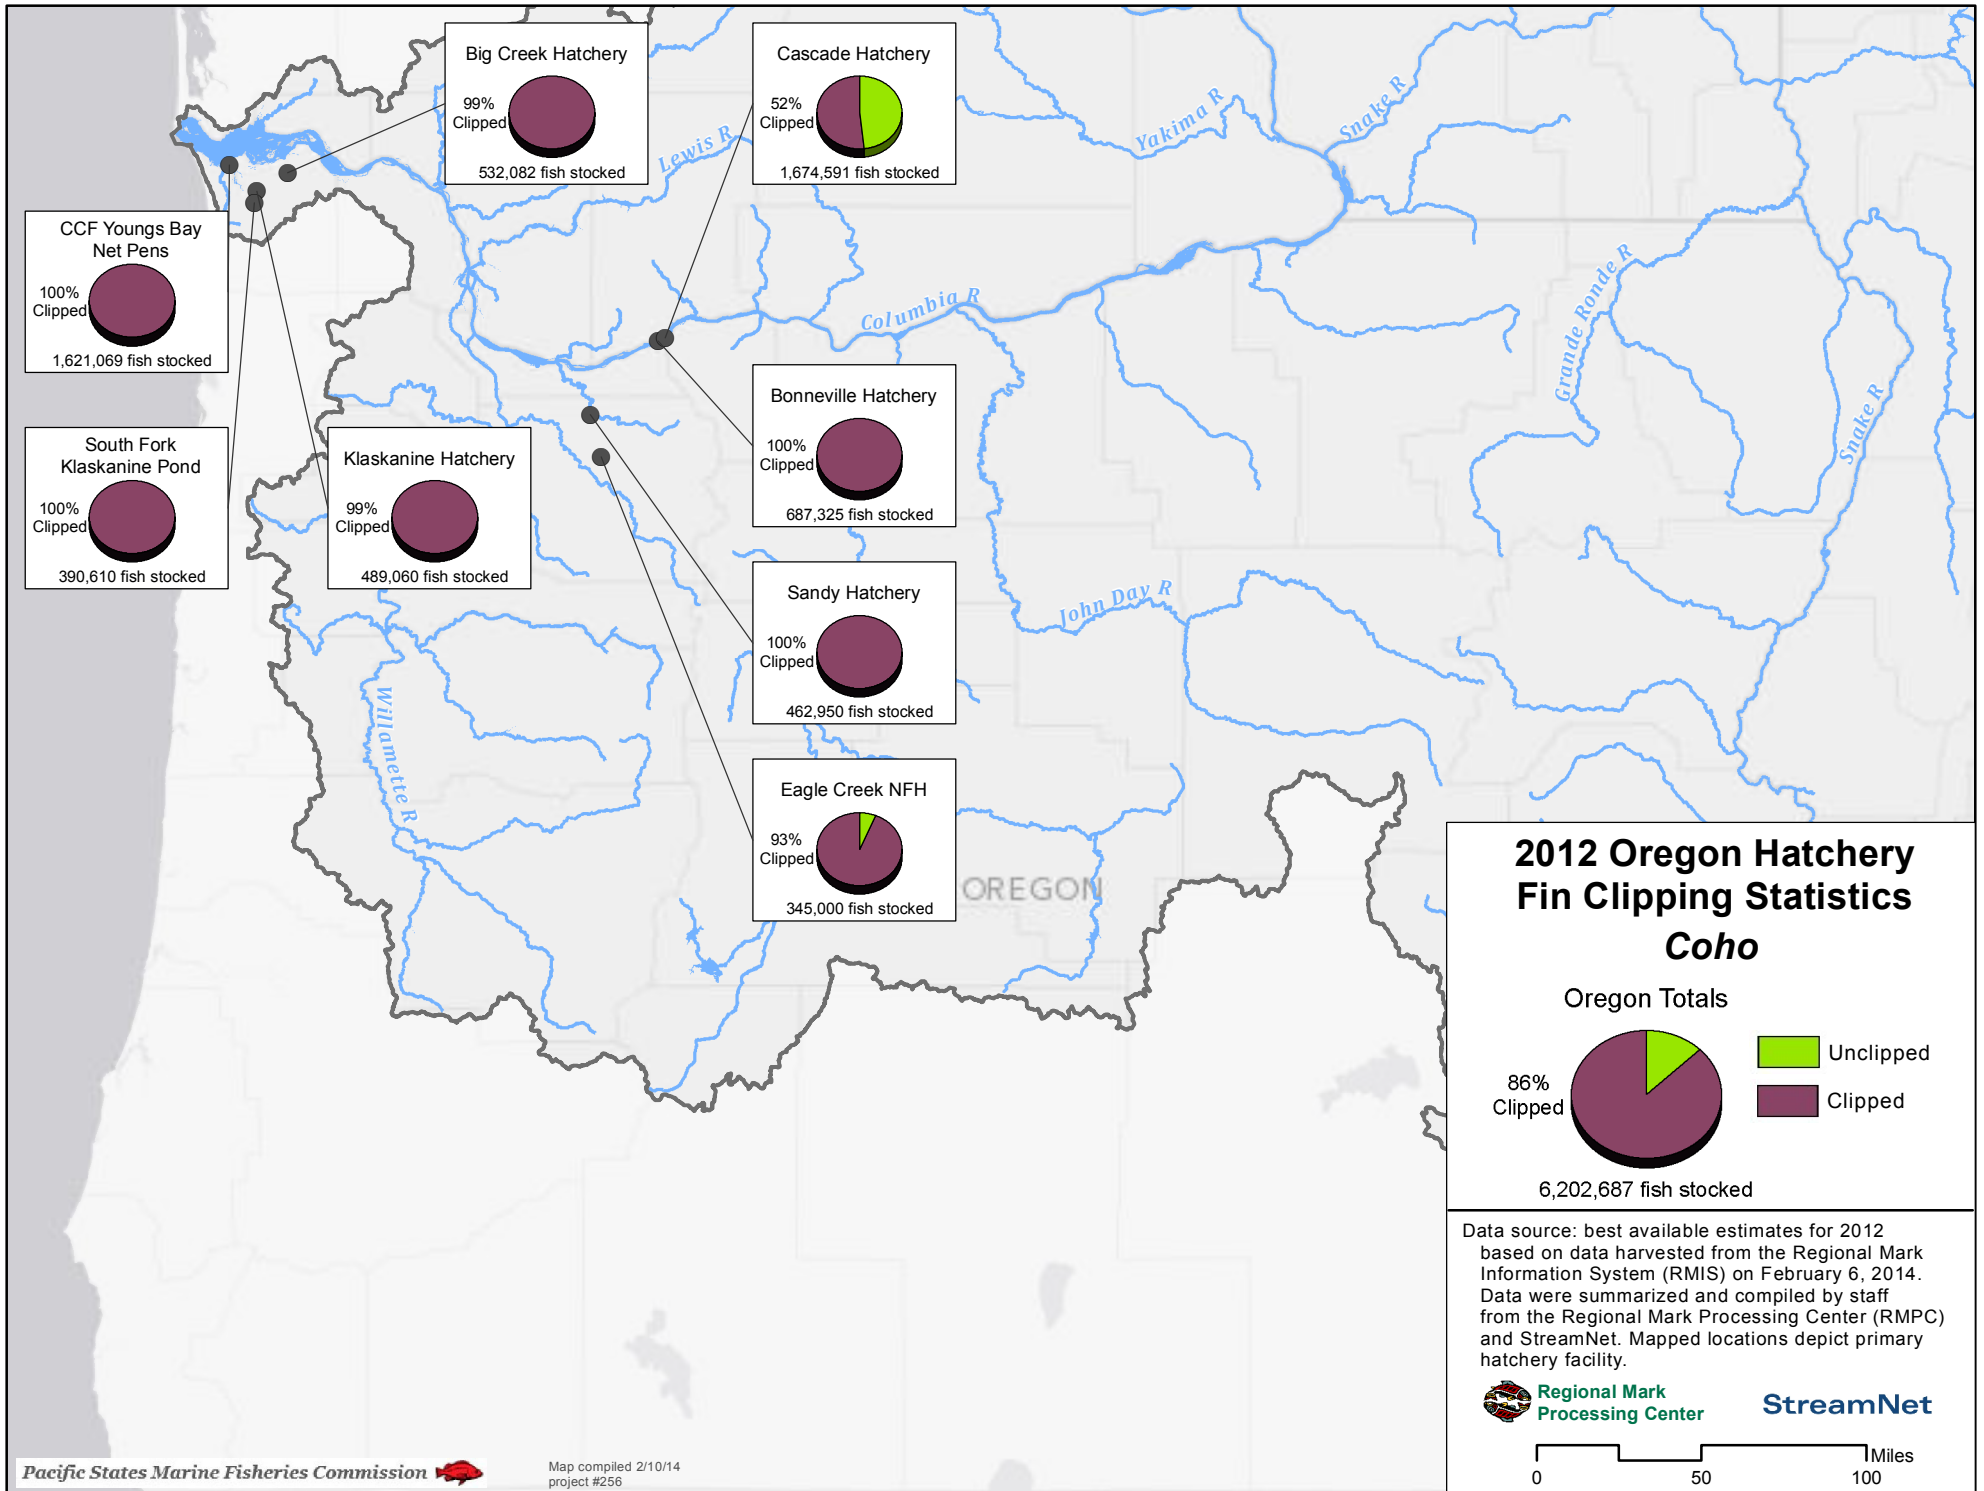 Big Creek Hatchery
99%
Clipped
532,082 fish stocked
Cascade Hatchery
52%
Clipped
1,674,591 fish stocked
Lewis R
Yakima R
Snake R
CCF Youngs Bay
Net Pens
100%
Clipped
1,621,069 fish stocked
Columbia R
Grande Ronde R
Snake R
Bonneville Hatchery
100%
Clipped
687,325 fish stocked
South Fork
Klaskanine Pond
100%
Clipped
390,610 fish stocked
Klaskanine Hatchery
99%
Clipped
489,060 fish stocked
Sandy Hatchery
100%
Clipped
462,950 fish stocked
John Day R
Willamette R
Eagle Creek NFH
93%
Clipped
345,000 fish stocked
OREGON
2012 Oregon Hatchery
Fin Clipping Statistics
Coho
Oregon Totals
86%
Clipped
Unclipped
Clipped
6,202,687 fish stocked
Data source: best available estimates for 2012
based on data harvested from the Regional Mark
Information System (RMIS) on February 6, 2014.
Data were summarized and compiled by staff
from the Regional Mark Processing Center (RMPC)
and StreamNet. Mapped locations depict primary
hatchery facility.
Regional Mark
Processing Center
StreamNet
Miles
0 50 100
Pacific States Marine Fisheries Commission
Map compiled 2/10/14
project #256